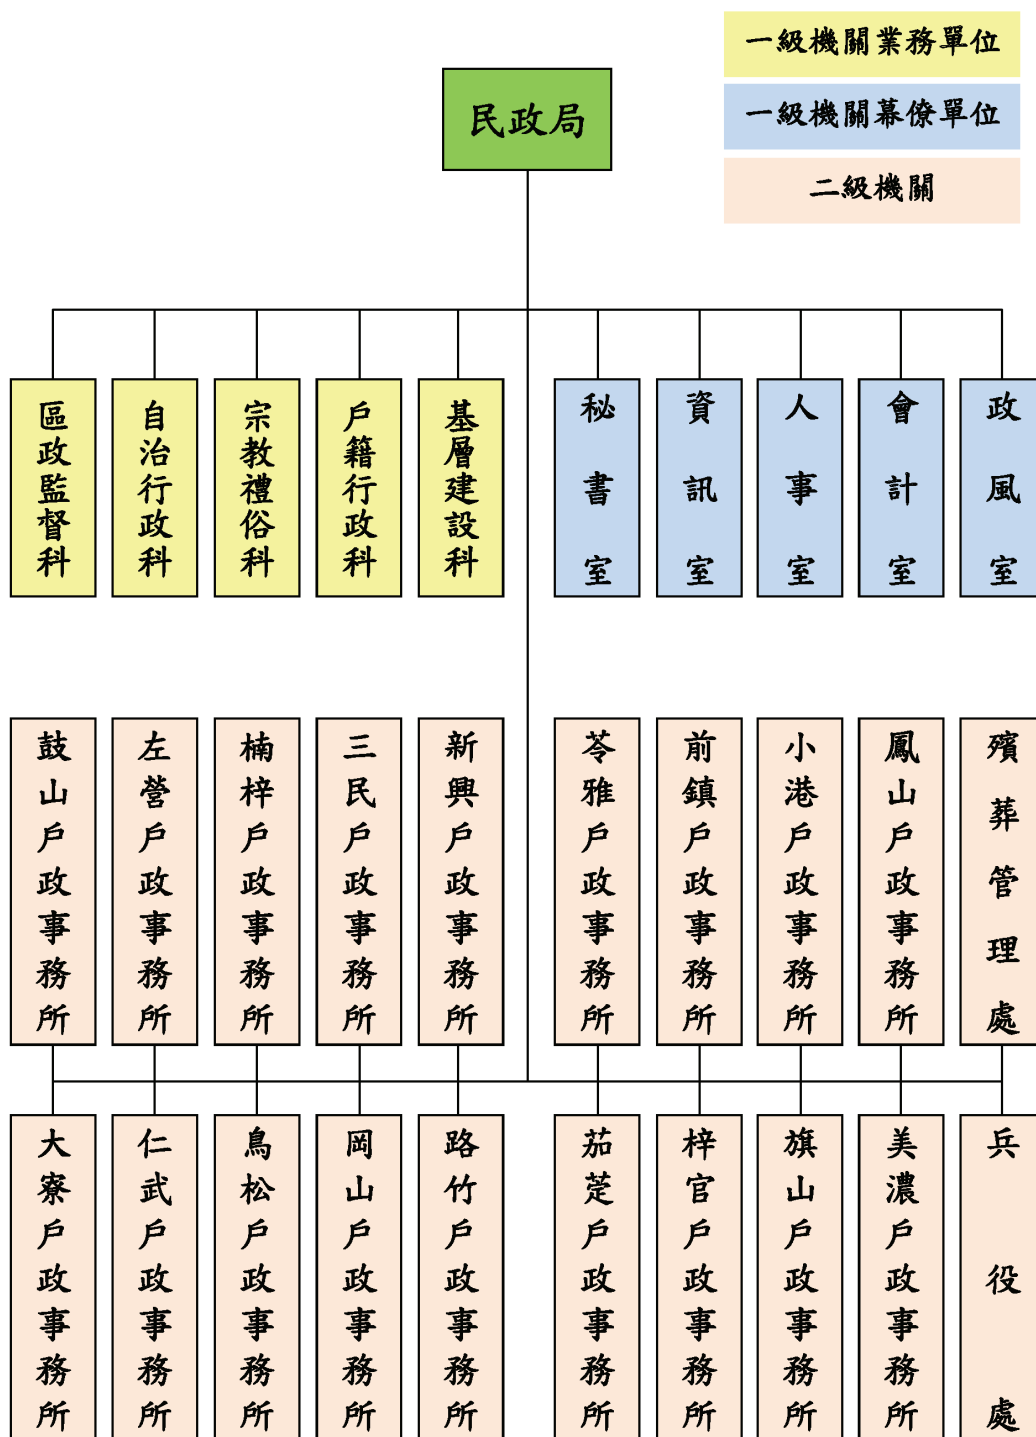 一級機關業務單位
民政局
一級機關幕僚單位
二級機關
區政監督科
自治行政科
宗教禮俗科
戶籍行政科
基層建設科
秘書室
資訊室
人事室
會計室
政風室
鼓山戶政事務所
左營戶政事務所
楠梓戶政事務所
三民戶政事務所
新興戶政事務所
苓雅戶政事務所
前鎮戶政事務所
小港戶政事務所
鳳山戶政事務所
殯葬管理處
大寮戶政事務所
仁武戶政事務所
鳥松戶政事務所
岡山戶政事務所
路竹戶政事務所
茄萣戶政事務所
梓官戶政事務所
旗山戶政事務所
美濃戶政事務所
兵役處